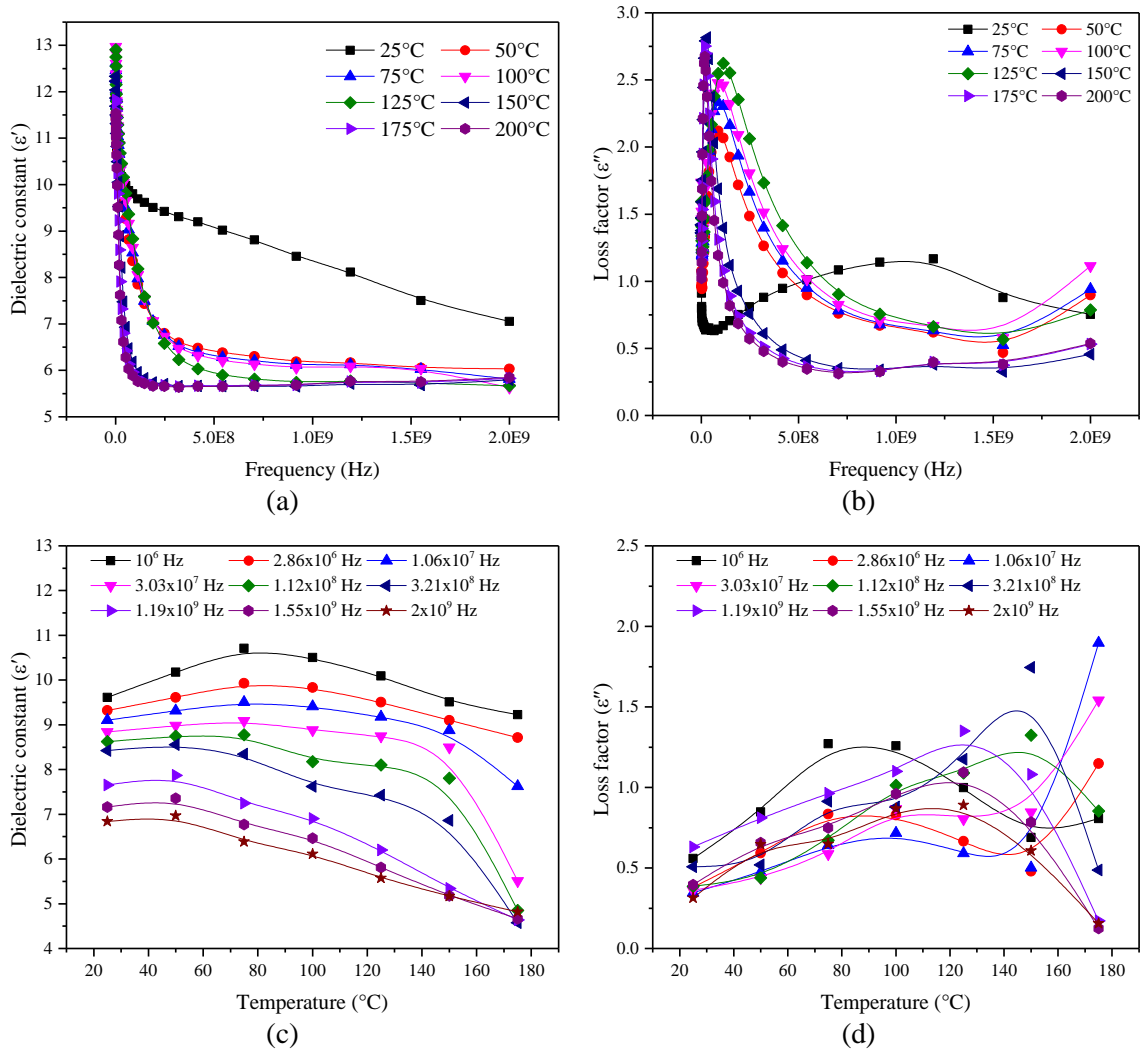 13
12
11
10
9
8
7
6
5
Dielectric constant (ε′)
25°C 50°C
75°C 100°C
125°C 150°C
175°C 200°C
0.0 5.0E8 1.0E9 1.5E9 2.0E9
Frequency (Hz)
(a)
3.0
2.5
2.0
1.5
1.0
0.5
0.0
Loss factor (ε″)
25°C 50°C
75°C 100°C
125°C 150°C
175°C 200°C
0.0 5.0E8 1.0E9 1.5E9 2.0E9
Frequency (Hz)
(b)
13
12
11
10
9
8
7
6
5
4
Dielectric constant (ε′)
10⁶ Hz 2.86x10⁶ Hz 1.06x10⁷ Hz
3.03x10⁷ Hz 1.12x10⁸ Hz 3.21x10⁸ Hz
1.19x10⁹ Hz 1.55x10⁹ Hz 2x10⁹ Hz
20 40 60 80 100 120 140 160 180
Temperature (°C)
(c)
2.5
2.0
1.5
1.0
0.5
0.0
Loss factor (ε″)
10⁶ Hz 2.86x10⁶ Hz 1.06x10⁷ Hz
3.03x10⁷ Hz 1.12x10⁸ Hz 3.21x10⁸ Hz
1.19x10⁹ Hz 1.55x10⁹ Hz 2x10⁹ Hz
20 40 60 80 100 120 140 160 180
Temperature (°C)
(d)